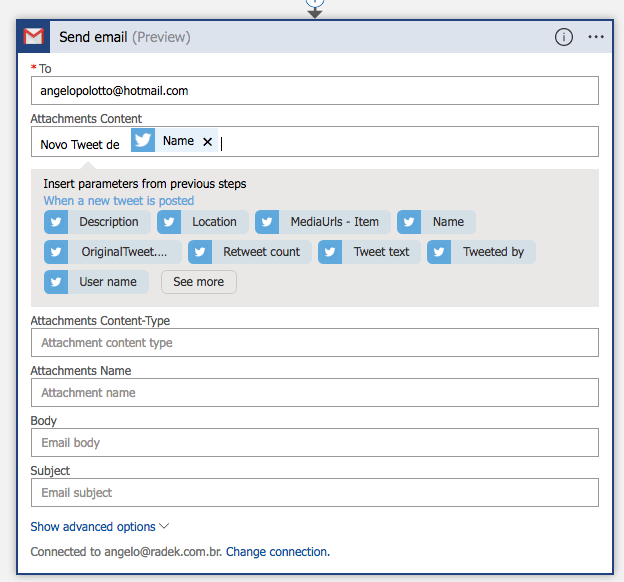 Send email (Preview)
* To
angelopolotto@hotmail.com
Attachments Content
Novo Tweet de Name ×
Insert parameters from previous steps
When a new tweet is posted
Description Location MediaUrls - Item Name
OriginalTweet.... Retweet count Tweet text Tweeted by
User name See more
Attachments Content-Type
Attachment content type
Attachments Name
Attachment name
Body
Email body
Subject
Email subject
Show advanced options
Connected to angelo@radek.com.br. Change connection.